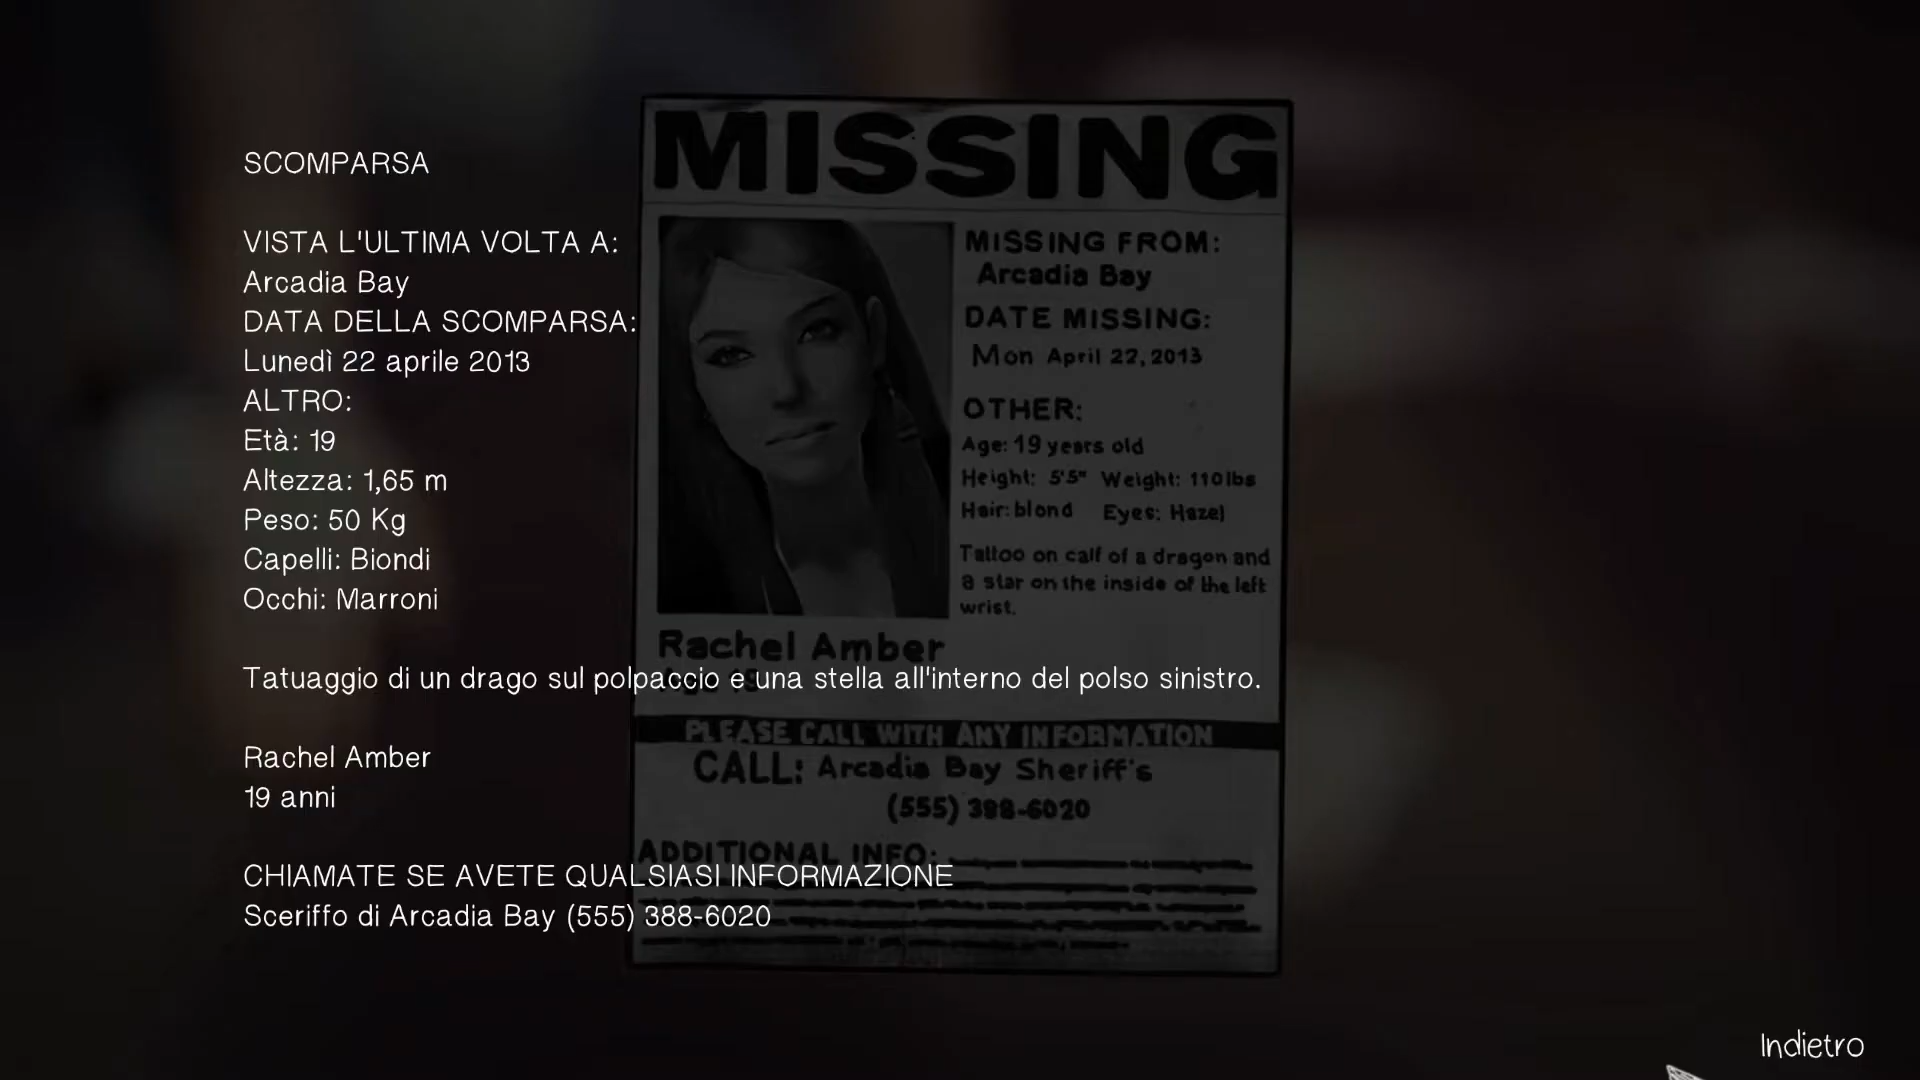 SCOMPARSA
VISTA L'ULTIMA VOLTA A:
Arcadia Bay
DATA DELLA SCOMPARSA:
Lunedì 22 aprile 2013
ALTRO:
Età: 19
Altezza: 1,65 m
Peso: 50 Kg
Capelli: Biondi
Occhi: Marroni
Tatuaggio di un drago sul polpaccio e una stella all'interno del polso sinistro.
Rachel Amber
19 anni
CHIAMATE SE AVETE QUALSIASI INFORMAZIONE
Sceriffo di Arcadia Bay (555) 388-6020
MISSING
MISSING FROM:
Arcadia Bay
DATE MISSING:
Mon April 22, 2013
OTHER:
Age: 19 years old
Height: 5'5" Weight: 110 lbs
Hair: blond Eyes: Hazel
Tattoo on calf of a dragon and
a star on the inside of the left
wrist.
Rachel Amber
PLEASE CALL WITH ANY INFORMATION
CALL: Arcadia Bay Sheriff's
(555) 388-6020
ADDITIONAL INFO:
Indietro